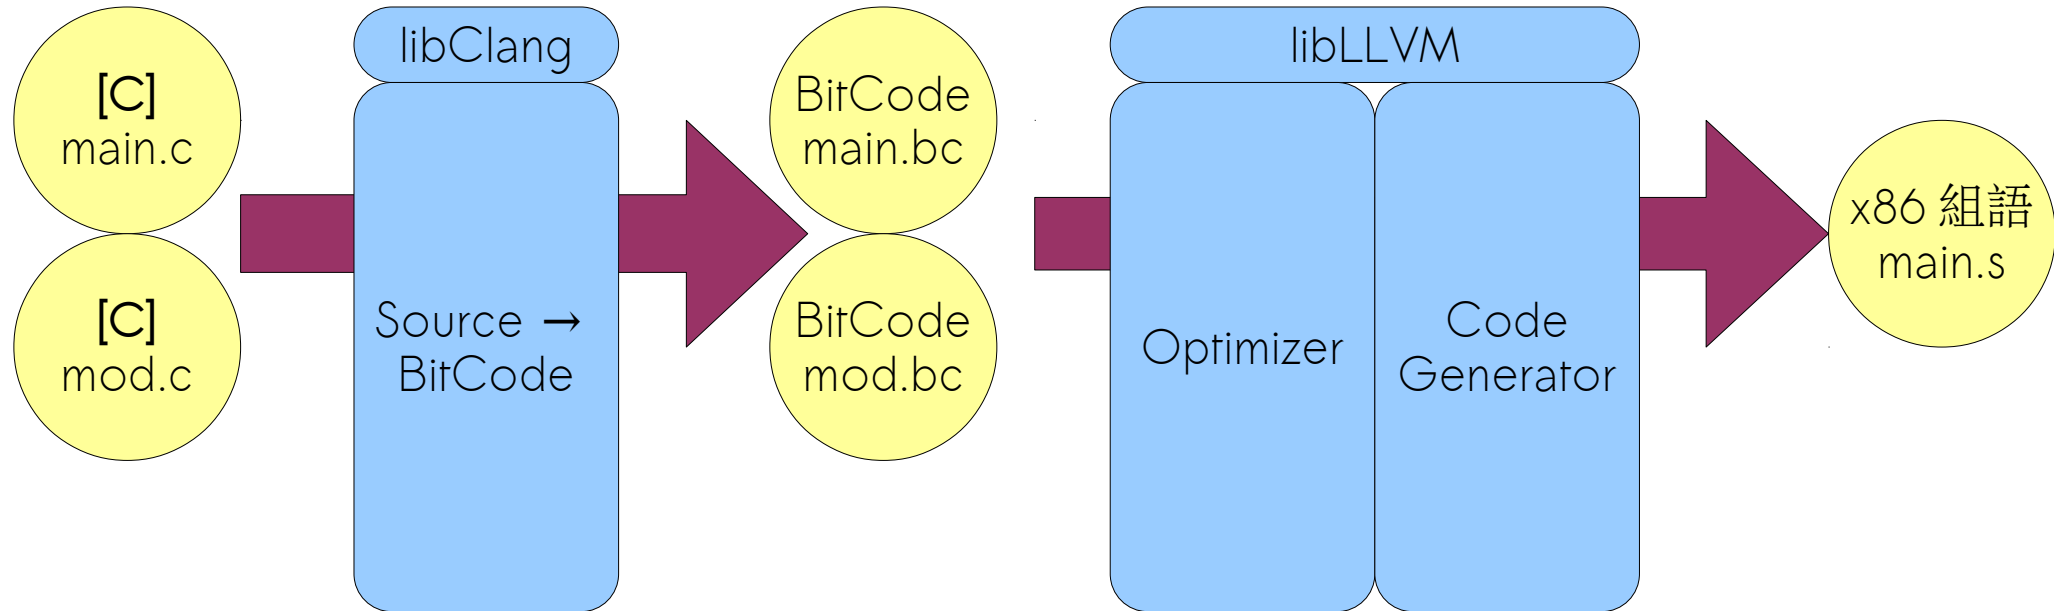 [C]
main.c
[C]
mod.c
libClang
Source →
BitCode
BitCode
main.bc
BitCode
mod.bc
libLLVM
Optimizer
Code
Generator
x86 組語
main.s